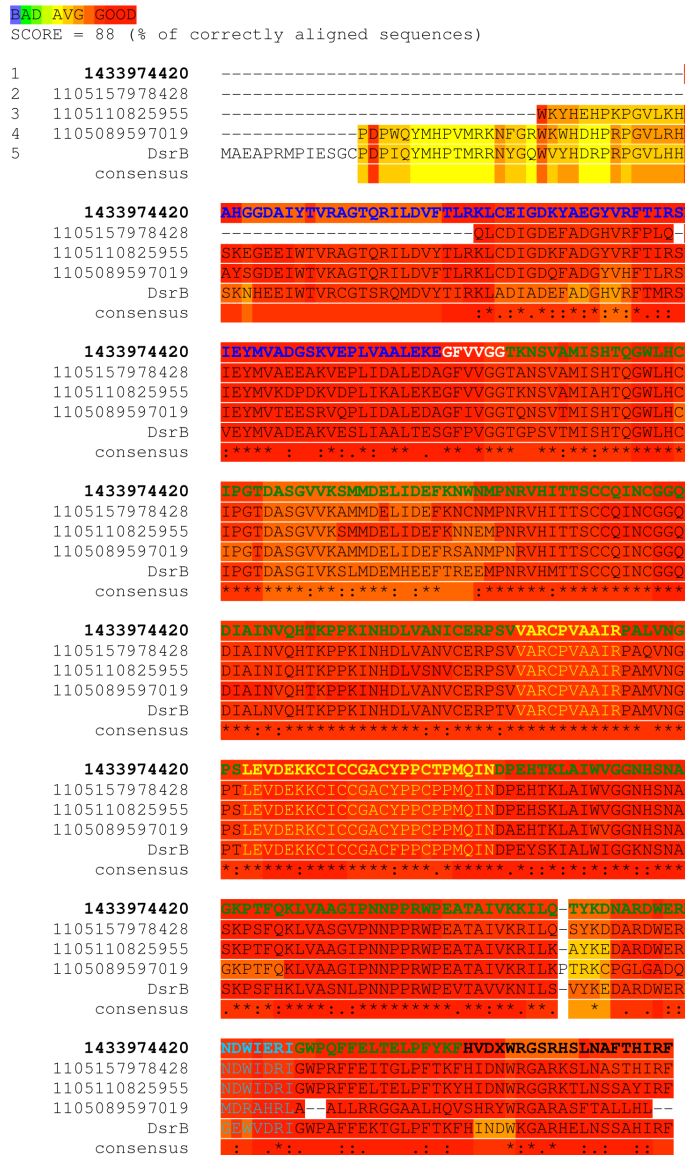 BAD AVG GOOD
SCORE = 88 (% of correctly aligned sequences)
1 1433974420 --------------------------------------------
2 1105157978428 --------------------------------------------
3 1105110825955 ------------------------------WKYHEHPKPGVLKH
4 1105089597019 -------------PDPWQYMHPVMRKNFGRWKWHDHPRPGVLRH
5 DsrB MAEAPRMPIESGCPDPIQYMHPTMRRNYGQWVYHDRPRPGVLHH
consensus
1433974420 AHGGDAIYTVRAGTQRILDVFTLRKLCEIGDKYAEGYVRFTIRS
1105157978428 ------------------------QLCDIGDEFADGHVRFPLQ-
1105110825955 SKEGEEIWTVRAGTQRILDVYTLRKLCDIGDKFADGYVRFTIRS
1105089597019 AYSGDEIWTVKAGTQRILDVYTLRKLCDIGDQFADGYVHFTLRS
DsrB SKNHEEIWTVRCGTSRQMDVYTIRKLADIADEFADGHVRFTMRS
consensus :*.:*.**::*:**:*:*.::
1433974420 IEYMVADGSKVEPLVAALEKEGFVVGGTKNSVAMISHTQGWLHC
1105157978428 IEYMVAEEAKVEPLIDALEDAGFVVGGTANSVAMISHTQGWLHC
1105110825955 IEYMVKDPDKVDPLIKALEKEGFVVGGTKNSVAMIAHTQGWLHC
1105089597019 IEYMVTEESRVQPLIDALEDAGFIVGGTQNSVTMISHTQGWLHC
DsrB VEYMVADEAKVESLIAALTESGFPVGGTGPSVTMISHTQGWLHC
consensus :**** : :*:.*: ** . ** **** **:**:********
1433974420 IPGTDASGVVKSMMDELIDEFKNWNMPNRVHITTSCCQINCGGQ
1105157978428 IPGTDASGVVKAMMDELIDEFKNCNMPNRVHITTSCCQINCGGQ
1105110825955 IPGTDASGVVKSMMDELIDEFKNNEMPNRVHITTSCCQINCGGQ
1105089597019 IPGTDASGVVKAMMDELIDEFRSANMPNRVHITTSCCQINCGGQ
DsrB IPGTDASGIVKSLMDEMHEEFTREEMPNRVHMTTSCCQINCGGQ
consensus ********:**::***: :** :******:************
1433974420 DIAINVQHTKPPKINHDLVANICERPSVVARCPVAAIRPALVNG
1105157978428 DIAINVQHTKPPKINHDLVANVCERPSVVARCPVAAIRPAQVNG
1105110825955 DIAINIQHTKPPKINHDLVSNVCERPSVVARCPVAAIRPAMVNG
1105089597019 DIAINVQHTKPPKINHDLVANVCERPSVVARCPVAAIRPAMVNG
DsrB DIALNVQHTKPPKINHDLVANVCERPTVVARCPVAAIRPAMVNG
consensus ***:*:*************:*:****:************* ***
1433974420 PSLEVDEKKCICCGACYPPCTPMQINDPEHTKLAIWVGGNHSNA
1105157978428 PTLEVDEKKCICCGACYPPCPPMQINDPEHTKLAIWVGGNHSNA
1105110825955 PSLEVDEKKCICCGACYPPCPPMQINDPEHSKLAIWVGGNHSNA
1105089597019 PSLEVDERKCICCGACYPPCPPMQINDAEHTKLAIWVGGNHSNA
DsrB PTLEVDEKKCICCGACFPPCPPMQINDPEYSKIALWIGGKNSNA
consensus *:*****:********:***.******.*::*:*:*:**::***
1433974420 GKPTFQKLVAAGIPNNPPRWPEATAIVKKILQ-TYKDNARDWER
1105157978428 SKPSFQKLVASGVPNNPPRWPEATAIVKRILQ-SYKDDARDWER
1105110825955 SKPTFQKLVAAGIPNNPPRWPEATAIVKKILK-AYKEDARDWER
1105089597019 GKPTFQKLVAAGIPNNPPRWPEATAIVKRILKPTRKCPGLGADQ
DsrB SKPSFHKLVASNLPNNPPRWPEVTAVVKNILS-VYKEDARDWER
consensus .**:*:****:.:*********.**:**.**. * . . ::
1433974420 NDWIERIGWPQFFELTELPFYKFHVDXWRGSRHSLNAFTHIRF
1105157978428 NDWIDRIGWPRFFEITGLPFTKFHIDNWRGARKSLNASTHIRF
1105110825955 NDWIDRIGWPRFFELTELPFTKYHIDNWRGGRKTLNSSAYIRF
1105089597019 MDRAHRLA--ALLRRGGALHQVSHRYWRGARASFTALLHL--
DsrB GEWVDRIGWPAFFEKTGLPFTKFHINDWKGARHELNSSAHIRF
consensus : .*:. ::. . *:*.* :.: ::